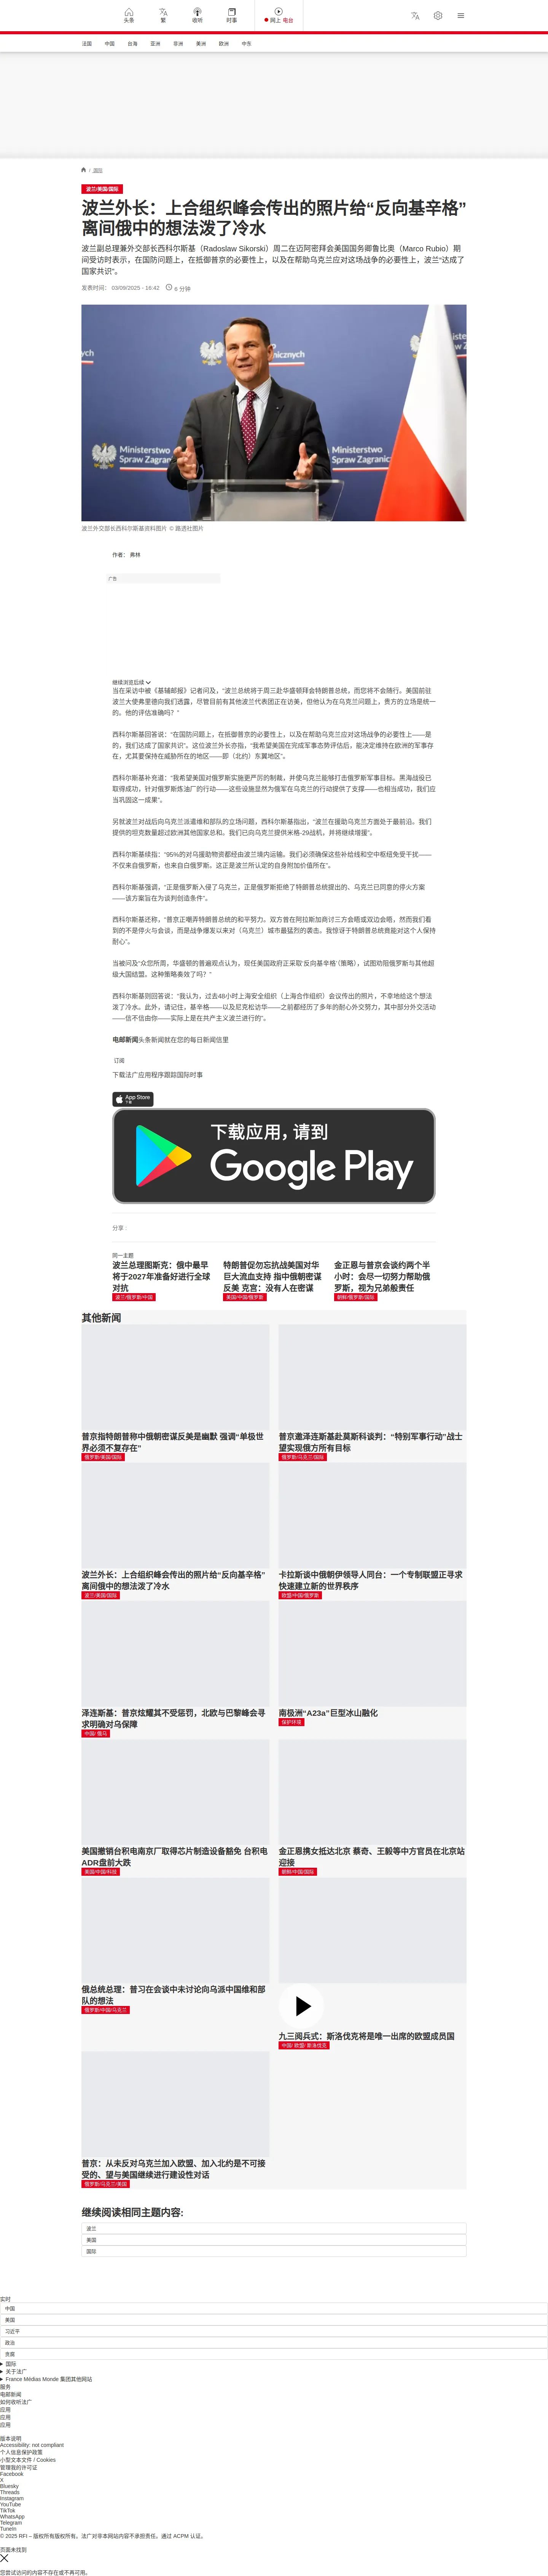 头条
繁
收听
时事
网上 电台
法国
中国
台海
亚洲
非洲
美洲
欧洲
中东
/ 国际
波兰/美国/国际
波兰外长：上合组织峰会传出的照片给“反向基辛格”
离间俄中的想法泼了冷水
波兰副总理兼外交部长西科尔斯基（Radoslaw Sikorski）周二在迈阿密拜会美国国务卿鲁比奥（Marco Rubio）期
间受访时表示，在国防问题上，在抵御普京的必要性上，以及在帮助乌克兰应对这场战争的必要性上，波兰“达成了
国家共识”。
发表时间： 03/09/2025 - 16:42
6 分钟
Ministerstwo
Spraw Zagranicznych
Ministerstwo
Spraw Zagran
波兰外交部长西科尔斯基资料图片 © 路透社图片
作者： 弗林
广告
继续浏览后续
当在采访中被《基辅邮报》记者问及，“波兰总统将于周三赴华盛顿拜会特朗普总统，而您将不会随行。美国前驻
波兰大使弗里德向我们透露，尽管目前有其他波兰代团正在访美，但他认为在乌克兰问题上，贵方的立场是统一
的。他的评估准确吗？”
西科尔斯基回答说：“在国防问题上，在抵御普京的必要性上，以及在帮助乌克兰应对这场战争的必要性上——是
的，我们达成了国家共识”。这位波兰外长亦指，“我希望美国在完成军事态势评估后，能决定维持在欧洲的军事存
在，尤其要保持在威胁所在的地区——即（北约）东翼地区”。
西科尔斯基补充道：“我希望美国对俄罗斯实施更严厉的制裁，并使乌克兰能够打击俄罗斯军事目标。黑海战役已
取得成功，针对俄罗斯炼油厂的行动——这些设施显然为俄军在乌克兰的行动提供了支撑——也相当成功，我们应
当巩固这一成果”。
另就波兰对战后向乌克兰派遣维和部队的立场问题，西科尔斯基指出，“波兰在援助乌克兰方面处于最前沿。我们
提供的坦克数量超过欧洲其他国家总和。我们已向乌克兰提供米格-29战机，并将继续增援”。
西科尔斯基续指：“95%的对乌援助物资都经由波兰境内运输。我们必须确保这些补给线和空中枢纽免受干扰——
不仅来自俄罗斯，也来自白俄罗斯。这正是波兰所认定的自身附加价值所在”。
西科尔斯基强调，“正是俄罗斯入侵了乌克兰，正是俄罗斯拒绝了特朗普总统提出的、乌克兰已同意的停火方案
——该方案旨在为谈判创造条件”。
西科尔斯基还称，“普京正嘲弄特朗普总统的和平努力。双方曾在阿拉斯加商讨三方会晤或双边会晤，然而我们看
到的不是停火与会谈，而是战争爆发以来对（乌克兰）城市最猛烈的袭击。我惊讶于特朗普总统竟能对这个人保持
耐心”。
当被问及“众您所周，华盛顿的普遍观点认为，现任美国政府正采取‘反向基辛格’（策略），试图劝阻俄罗斯与其他超
级大国结盟。这种策略奏效了吗？”
西科尔斯基则回答说：“我认为，过去48小时上海安全组织（上海合作组织）会议传出的照片，不幸地给这个想法
泼了冷水。此外，请记住，基辛格——以及尼克松访华——之前都经历了多年的耐心外交努力，其中部分外交活动
——信不信由你——实际上是在共产主义波兰进行的”。
电邮新闻头条新闻就在您的每日新闻信里
订阅
下载法广应用程序跟踪国际时事
App Store
下载
下载应用，请到
Google Play
分享 :
同一主题
波兰总理图斯克：俄中最早
将于2027年准备好进行全球
对抗
波兰/俄罗斯/中国
特朗普促勿忘抗战美国对华
巨大流血支持 指中俄朝密谋
反美 克宫：没有人在密谋
美国/中国/俄罗斯
金正恩与普京会谈约两个半
小时：会尽一切努力帮助俄
罗斯，视为兄弟般责任
朝鲜/俄罗斯/国际
其他新闻
普京指特朗普称中俄朝密谋反美是幽默 强调“单极世
界必须不复存在”
俄罗斯/美国/国际
普京邀泽连斯基赴莫斯科谈判：“特别军事行动”战士
望实现俄方所有目标
俄罗斯/乌克兰/国际
波兰外长：上合组织峰会传出的照片给“反向基辛格”
离间俄中的想法泼了冷水
波兰/美国/国际
卡拉斯谈中俄朝伊领导人同台：一个专制联盟正寻求
快速建立新的世界秩序
欧盟/中国/俄罗斯
泽连斯基：普京炫耀其不受惩罚，北欧与巴黎峰会寻
求明确对乌保障
中国/ 俄乌
南极洲“A23a”巨型冰山融化
保护环境
美国撤销台积电南京厂取得芯片制造设备豁免 台积电
ADR盘前大跌
美国/中国/科技
金正恩携女抵达北京 蔡奇、王毅等中方官员在北京站
迎接
朝鲜/中国/国际
俄总统总理：普习在会谈中未讨论向乌派中国维和部
队的想法
俄罗斯/中国/乌克兰
九三阅兵式：斯洛伐克将是唯一出席的欧盟成员国
中国/ 欧盟/ 斯洛伐克
普京：从未反对乌克兰加入欧盟、加入北约是不可接
受的、望与美国继续进行建设性对话
俄罗斯/乌克兰/美国
继续阅读相同主题内容:
波兰
美国
国际
实时
中国
美国
习近平
政治
贪腐
国际
关于法广
France Médias Monde 集团其他网站
服务
电邮新闻
如何收听法广
应用
应用
应用
版本说明
Accessibility: not compliant
个人信息保护政策
小型文本文件 / Cookies
管理我的许可证
Facebook
X
Bluesky
Threads
Instagram
YouTube
TikTok
WhatsApp
Telegram
TuneIn
© 2025 RFI – 版权所有版权所有。法广对非本网站内容不承担责任。通过 ACPM 认证。
页面未找到
您尝试访问的内容不存在或不再可用。